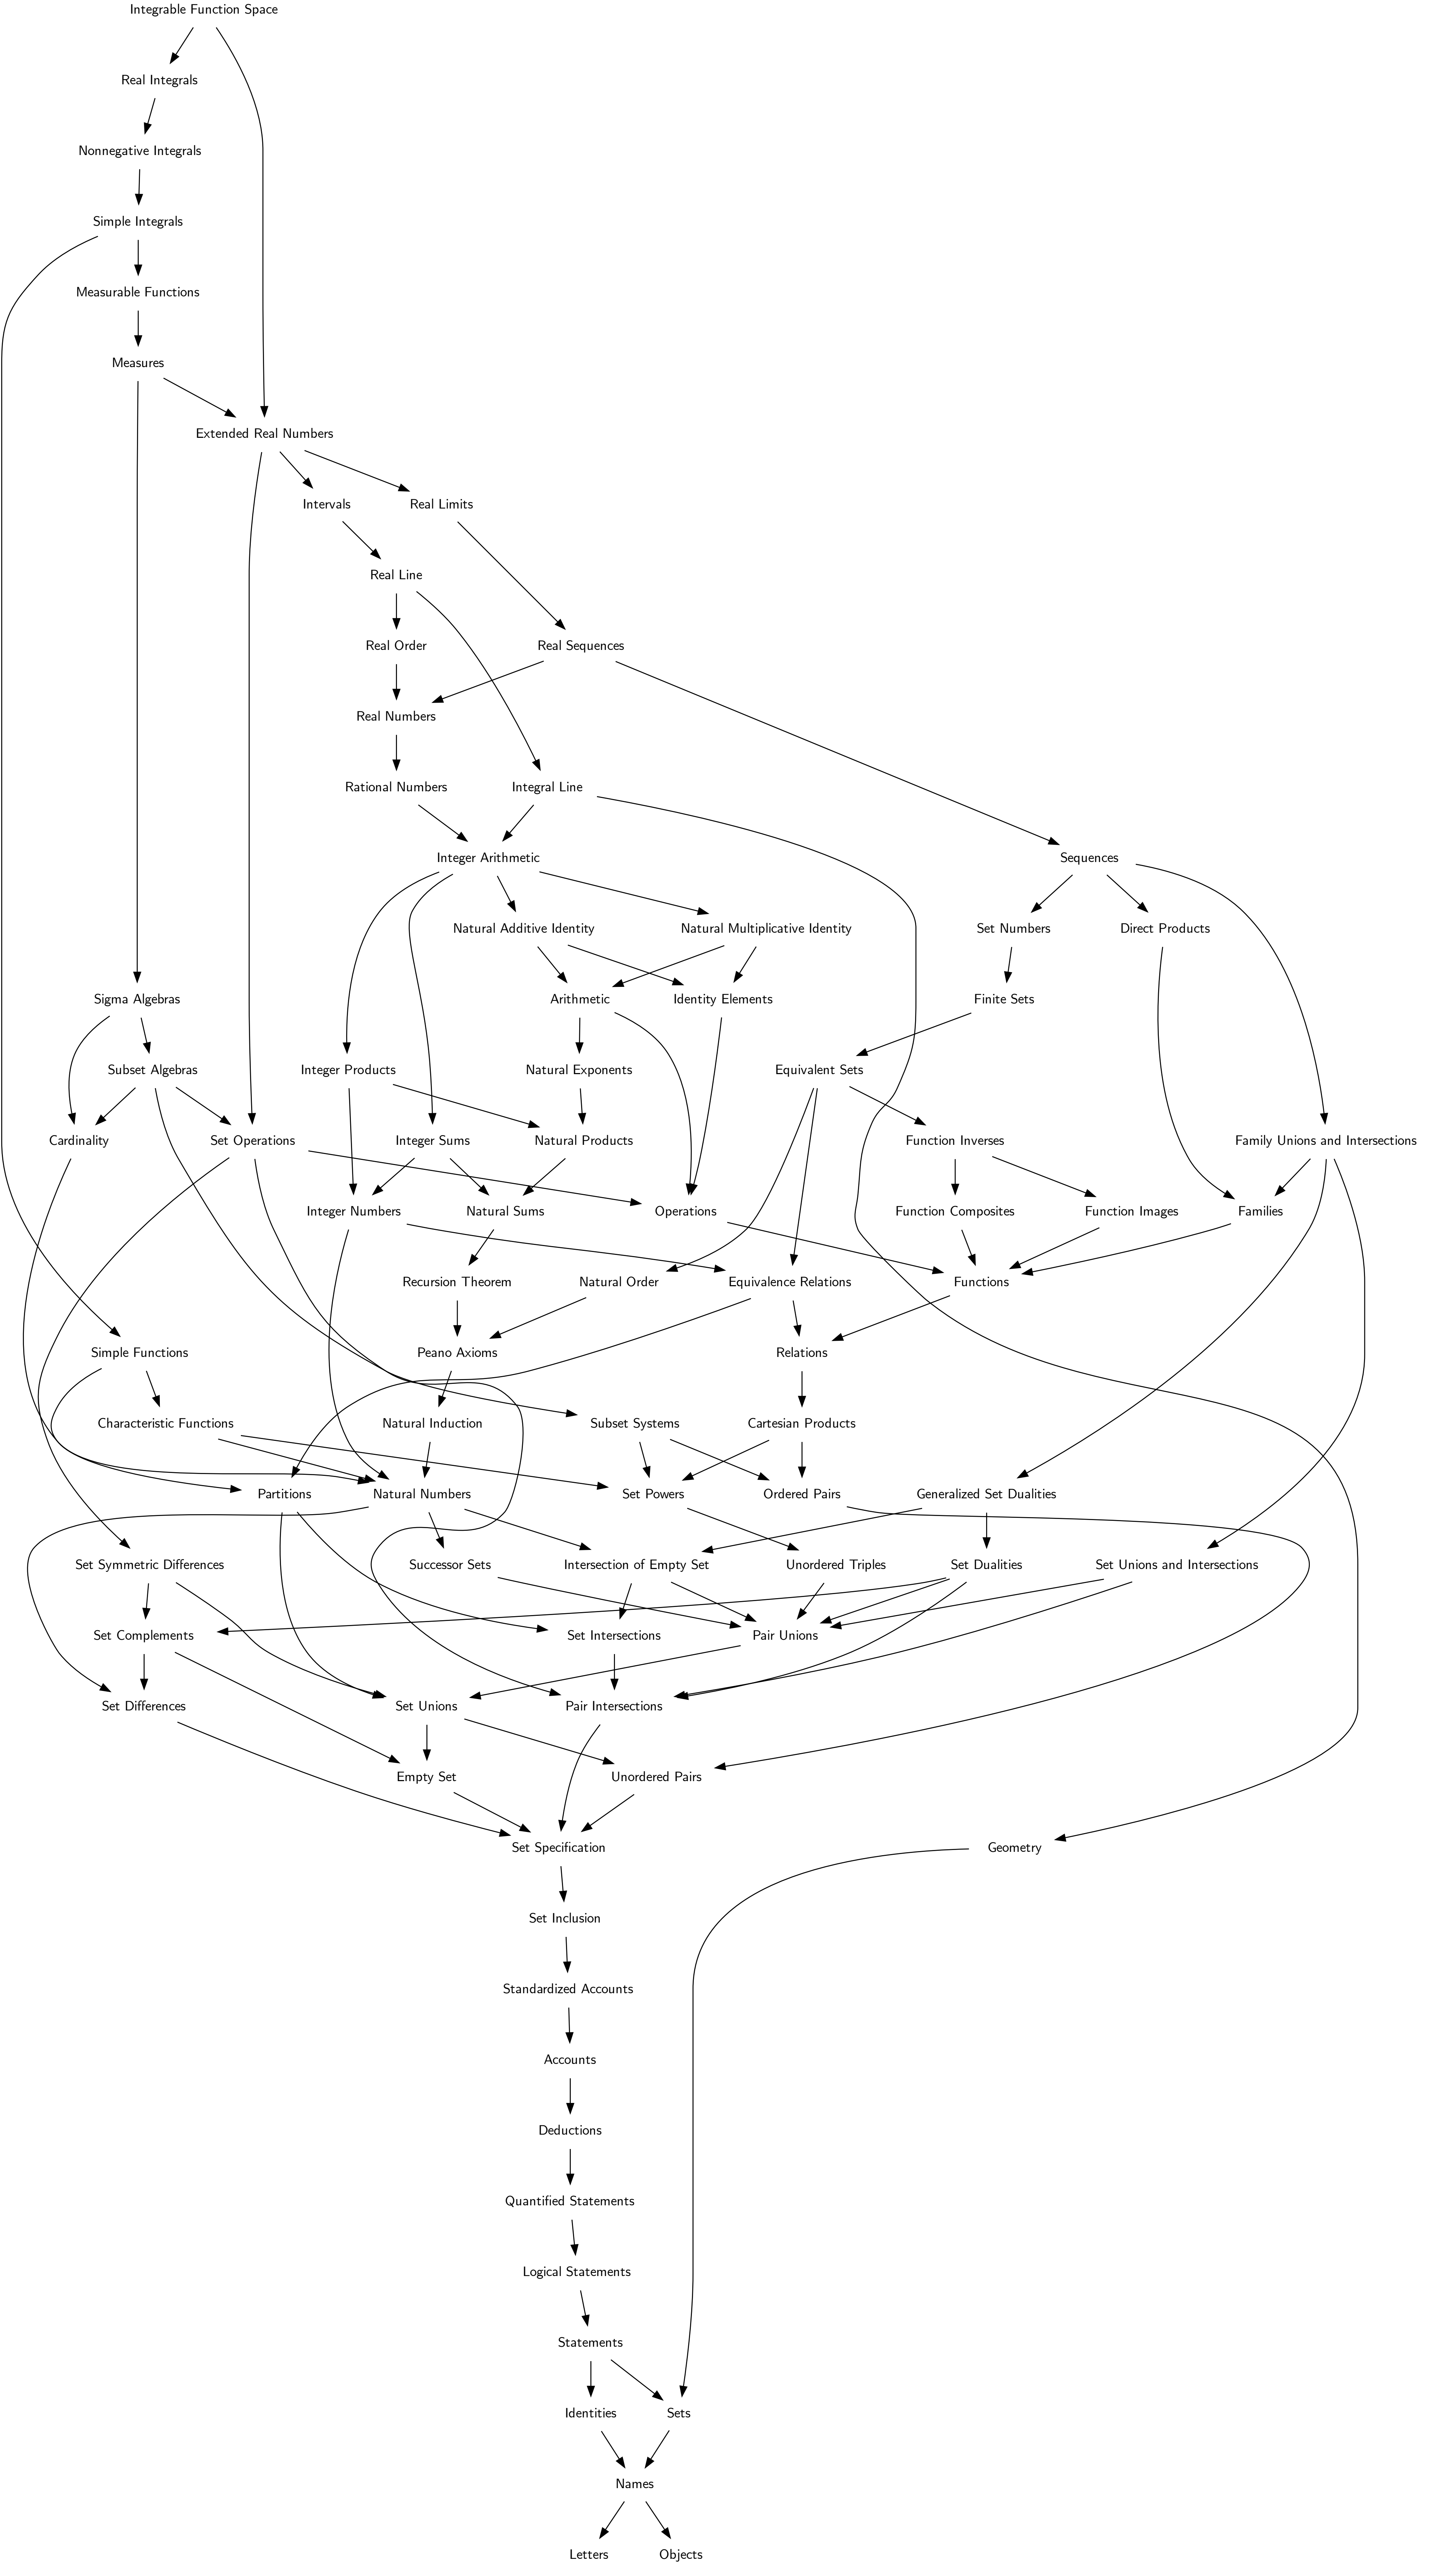 Integrable Function Space
Real Integrals
Nonnegative Integrals
Simple Integrals
Measurable Functions
Measures
Extended Real Numbers
Intervals
Real Limits
Real Line
Real Order
Real Sequences
Real Numbers
Rational Numbers
Integral Line
Integer Arithmetic
Sequences
Natural Additive Identity
Natural Multiplicative Identity
Set Numbers
Direct Products
Sigma Algebras
Arithmetic
Identity Elements
Finite Sets
Subset Algebras
Integer Products
Natural Exponents
Equivalent Sets
Cardinality
Set Operations
Integer Sums
Natural Products
Function Inverses
Family Unions and Intersections
Integer Numbers
Natural Sums
Operations
Function Composites
Function Images
Families
Recursion Theorem
Natural Order
Equivalence Relations
Functions
Simple Functions
Peano Axioms
Relations
Characteristic Functions
Natural Induction
Subset Systems
Cartesian Products
Partitions
Natural Numbers
Set Powers
Ordered Pairs
Generalized Set Dualities
Set Symmetric Differences
Successor Sets
Intersection of Empty Set
Unordered Triples
Set Dualities
Set Unions and Intersections
Set Complements
Set Intersections
Pair Unions
Set Differences
Set Unions
Pair Intersections
Empty Set
Unordered Pairs
Set Specification
Geometry
Set Inclusion
Standardized Accounts
Accounts
Deductions
Quantified Statements
Logical Statements
Statements
Identities
Sets
Names
Letters
Objects